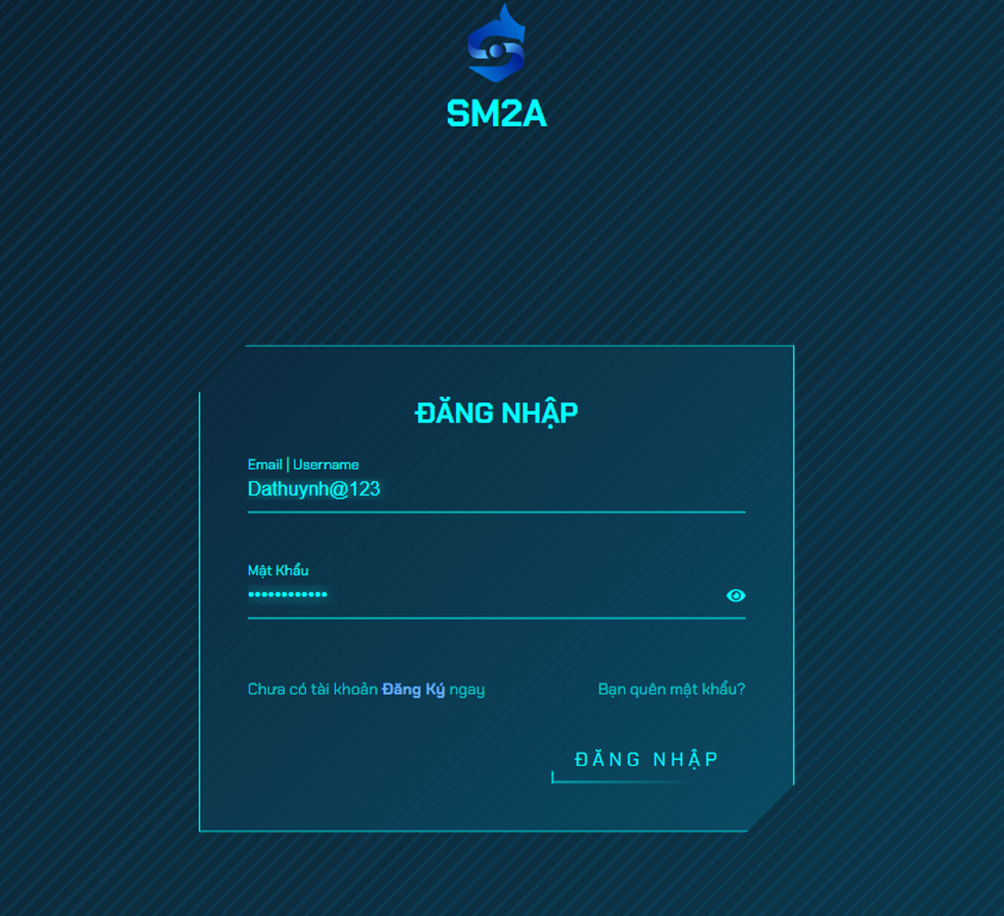 SM2A
ĐĂNG NHẬP
Email | Username
Dathuynh@123
Mật Khẩu
••••••••••••
Chưa có tài khoản Đăng Ký ngay
Bạn quên mật khẩu?
ĐĂNG NHẬP